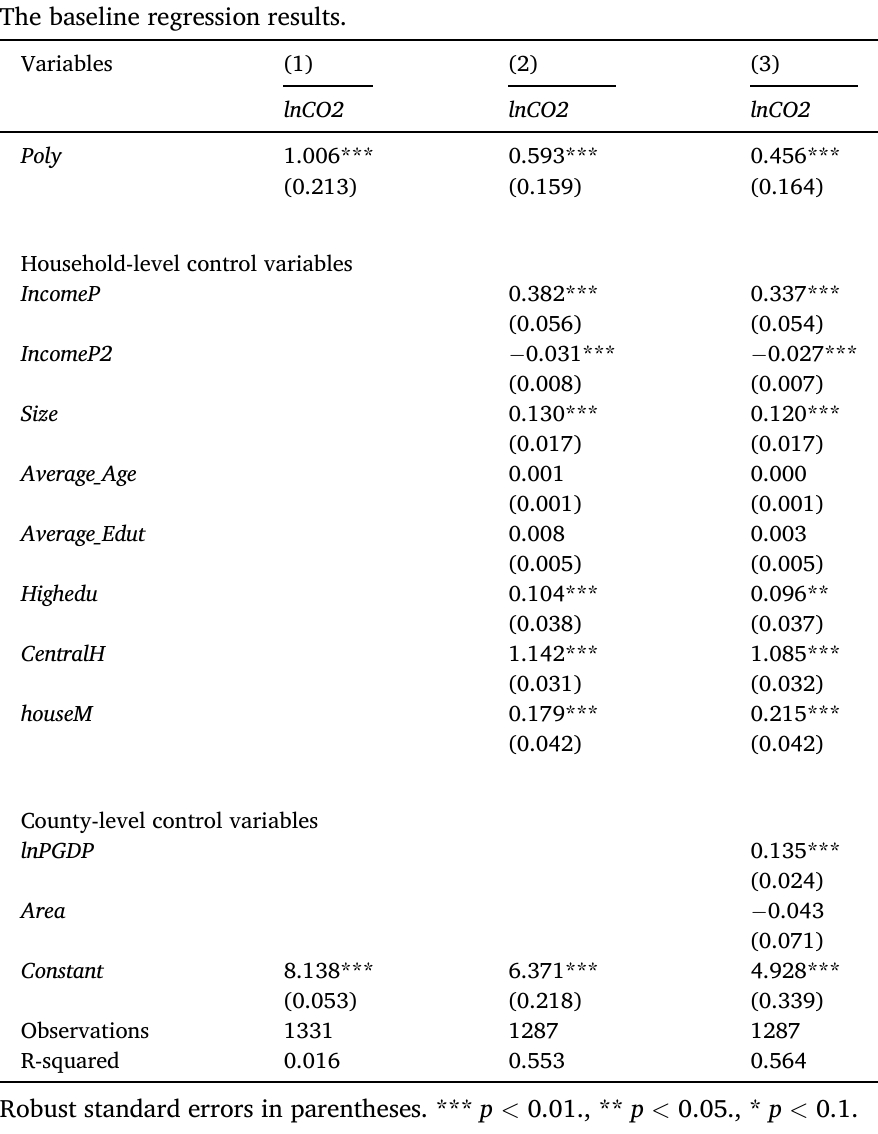 The baseline regression results.
Variables (1) (2) (3)
lnCO2 lnCO2 lnCO2
Poly 1.006*** 0.593*** 0.456***
(0.213) (0.159) (0.164)
Household-level control variables
IncomeP 0.382*** 0.337***
(0.056) (0.054)
IncomeP2 −0.031*** −0.027***
(0.008) (0.007)
Size 0.130*** 0.120***
(0.017) (0.017)
Average_Age 0.001 0.000
(0.001) (0.001)
Average_Edut 0.008 0.003
(0.005) (0.005)
Highedu 0.104*** 0.096**
(0.038) (0.037)
CentralH 1.142*** 1.085***
(0.031) (0.032)
houseM 0.179*** 0.215***
(0.042) (0.042)
County-level control variables
lnPGDP 0.135***
(0.024)
Area −0.043
(0.071)
Constant 8.138*** 6.371*** 4.928***
(0.053) (0.218) (0.339)
Observations 1331 1287 1287
R-squared 0.016 0.553 0.564
Robust standard errors in parentheses. *** p < 0.01., ** p < 0.05., * p < 0.1.